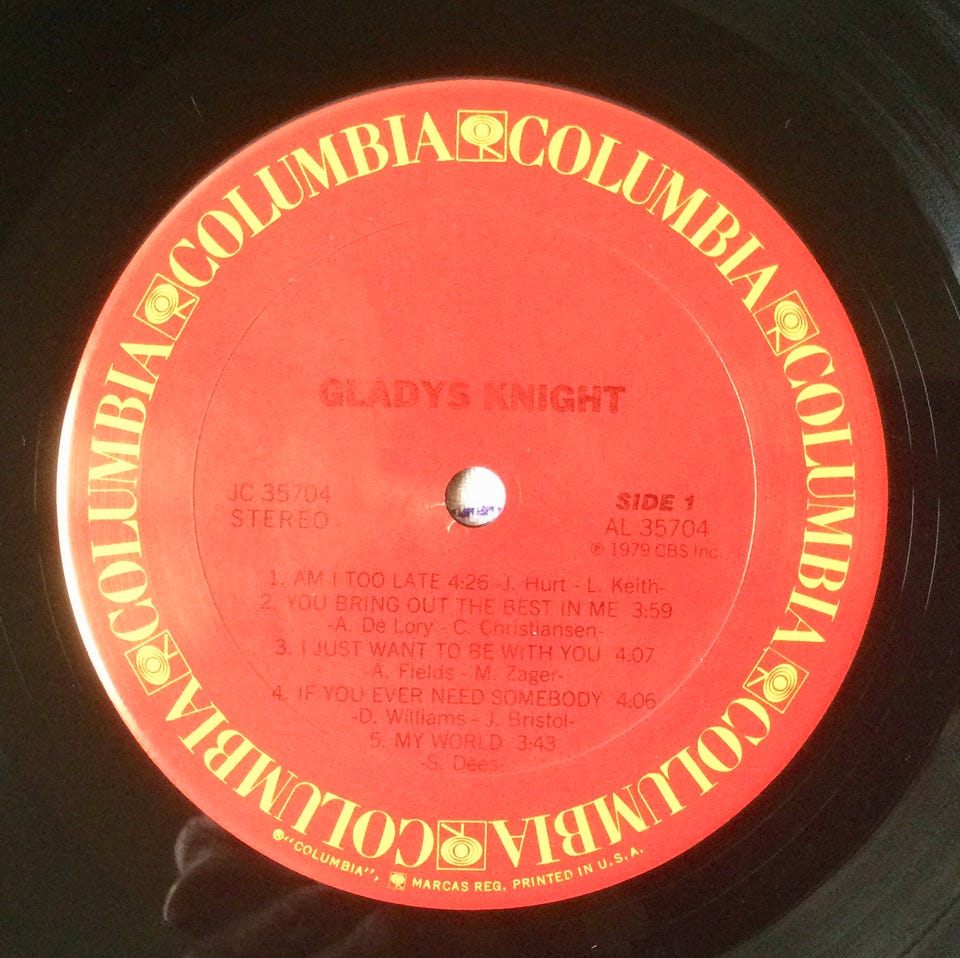 COLUMBIA COLUMBIA COLUMBIA COLUMBIA COLUMBIA COLUMBIA
GLADYS KNIGHT
JC 35704
STEREO
SIDE 1
AL 35704
℗ 1979 CBS Inc.
1. AM I TOO LATE 4:26 -J. Hurt - L. Keith-
2. YOU BRING OUT THE BEST IN ME 3:59
-A. De Lory - C. Christiansen-
3. I JUST WANT TO BE WITH YOU 4:07
-A. Fields - M. Zager-
4. IF YOU EVER NEED SOMEBODY 4:06
-D. Williams - J. Bristol-
5. MY WORLD 3:43
-S. Dees-
®"COLUMBIA", MARCAS REG. PRINTED IN U.S.A.